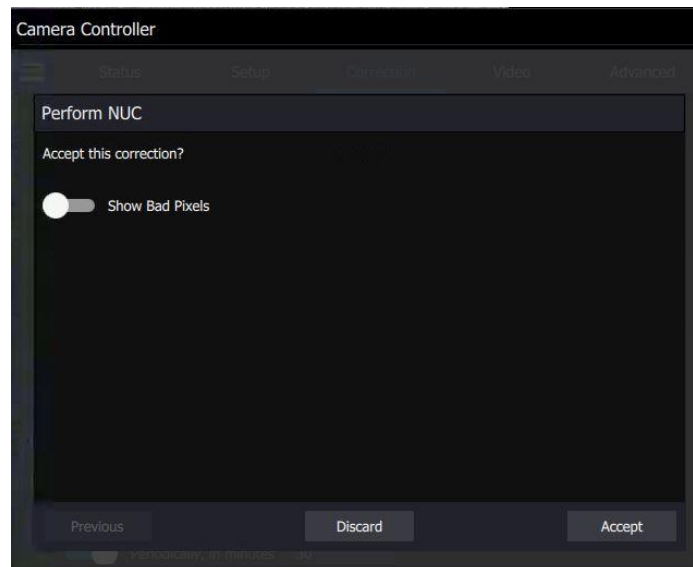 Camera Controller
Status Setup Correction Video Advanced
Perform NUC
Accept this correction?
Show Bad Pixels
Previous Discard Accept
Periodically, in minutes 30